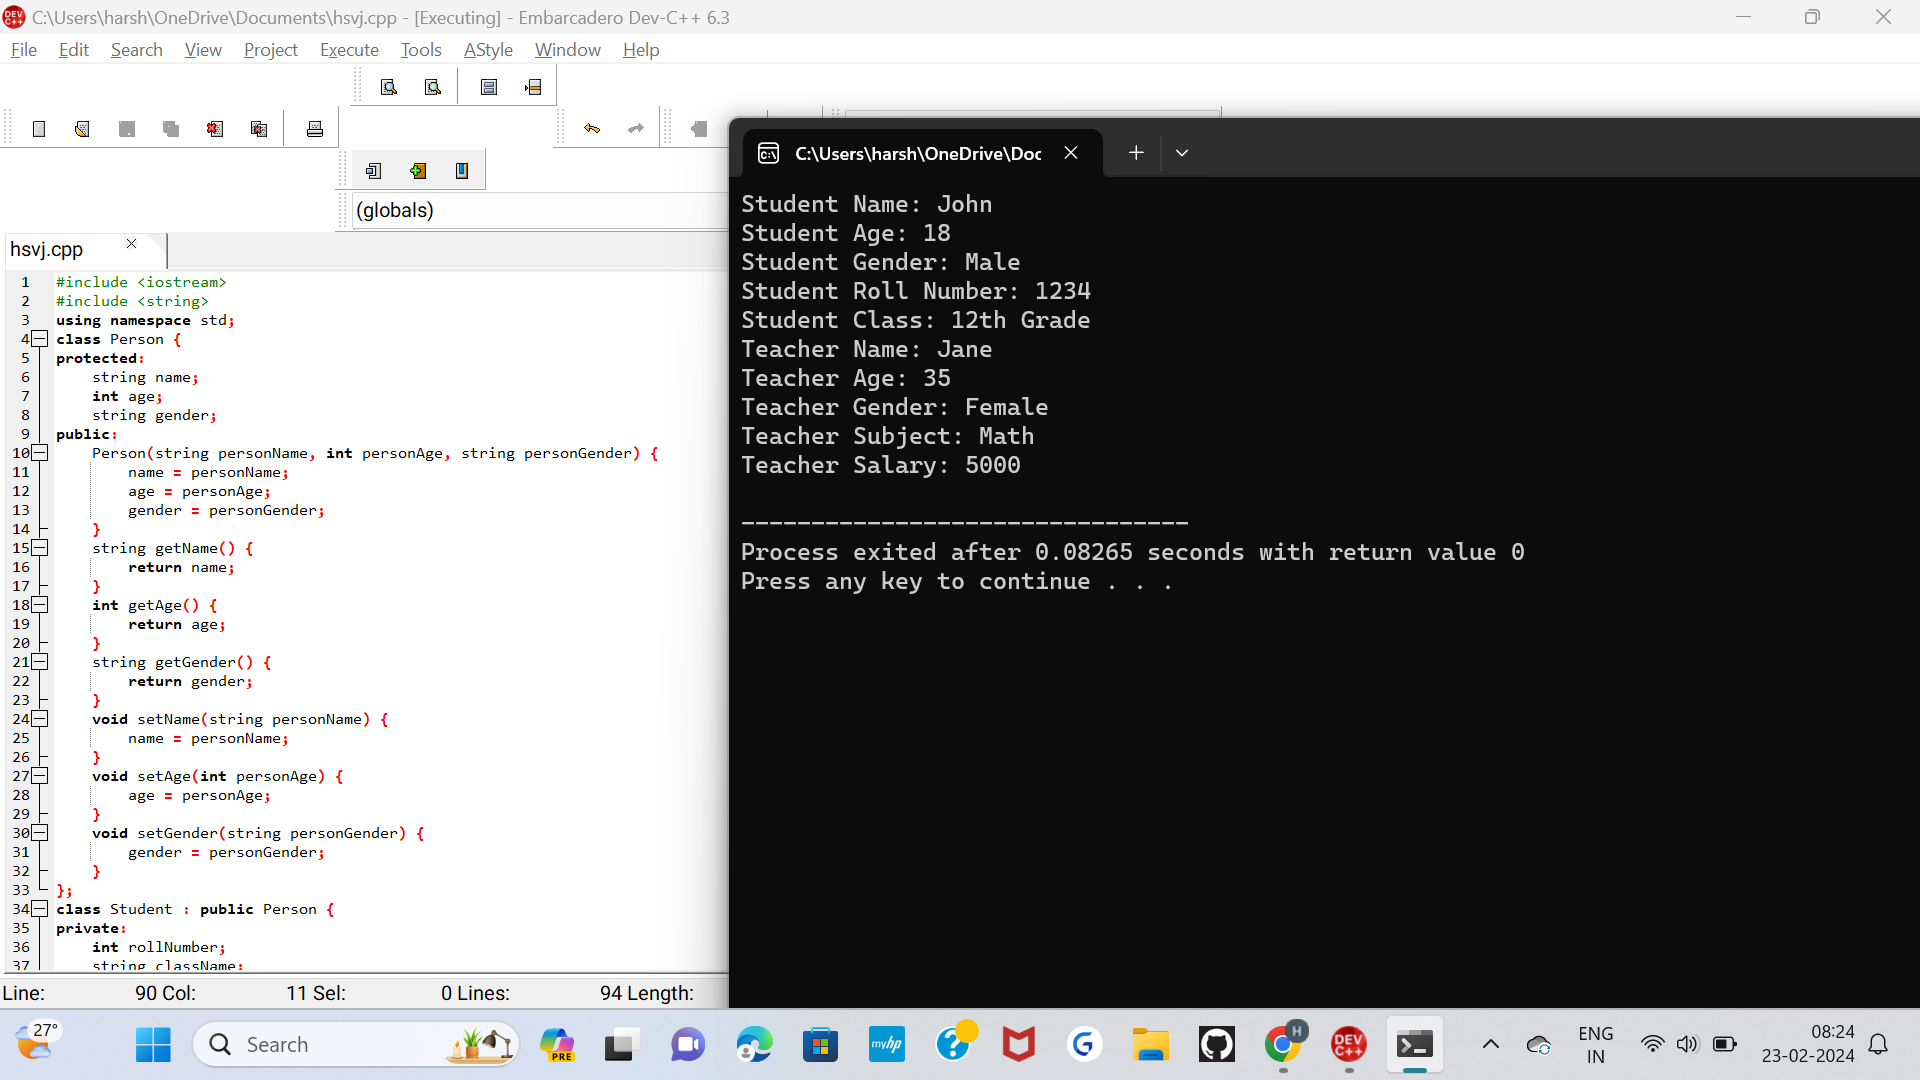 C:\Users\harsh\OneDrive\Documents\hsvj.cpp - [Executing] - Embarcadero Dev-C++ 6.3
File Edit Search View Project Execute Tools AStyle Window Help
(globals)
hsvj.cpp
1 #include <iostream>
2 #include <string>
3 using namespace std;
4 class Person {
5 protected:
6 string name;
7 int age;
8 string gender;
9 public:
10 Person(string personName, int personAge, string personGender) {
11 name = personName;
12 age = personAge;
13 gender = personGender;
14 }
15 string getName() {
16 return name;
17 }
18 int getAge() {
19 return age;
20 }
21 string getGender() {
22 return gender;
23 }
24 void setName(string personName) {
25 name = personName;
26 }
27 void setAge(int personAge) {
28 age = personAge;
29 }
30 void setGender(string personGender) {
31 gender = personGender;
32 }
33 };
34 class Student : public Person {
35 private:
36 int rollNumber;
37 string className;
Line: 90 Col: 11 Sel: 0 Lines: 94 Length:
C:\Users\harsh\OneDrive\Doc
Student Name: John
Student Age: 18
Student Gender: Male
Student Roll Number: 1234
Student Class: 12th Grade
Teacher Name: Jane
Teacher Age: 35
Teacher Gender: Female
Teacher Subject: Math
Teacher Salary: 5000
--------------------------------
Process exited after 0.08265 seconds with return value 0
Press any key to continue . . .
27°
Search
PRE
myhp
H
DEV C++
ENG
IN
08:24
23-02-2024